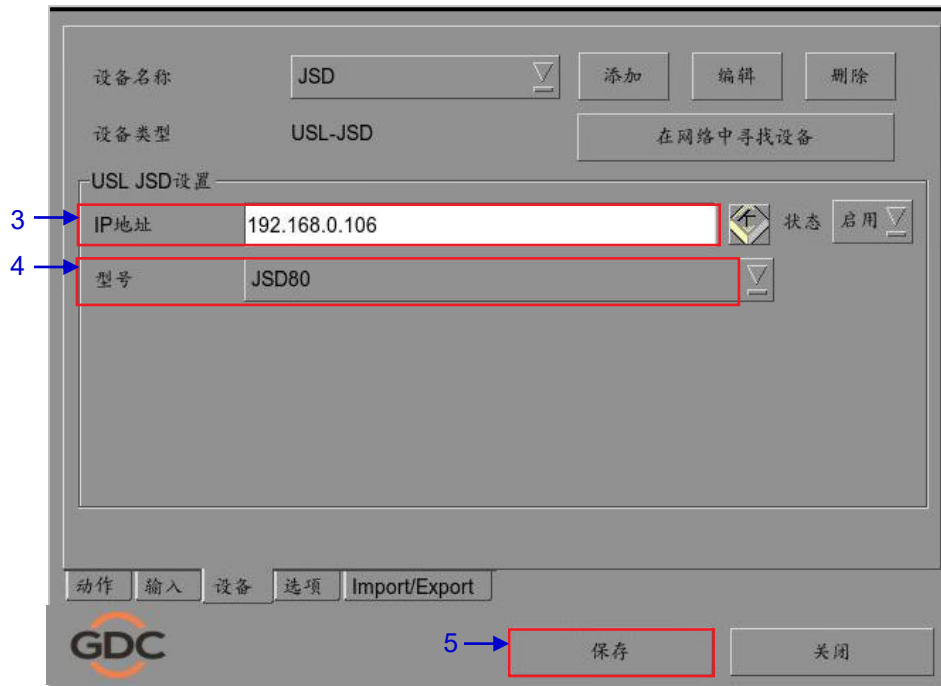 设备名称 JSD 添加 编辑 删除
设备类型 USL-JSD 在网络中寻找设备
USL JSD设置
3 IP地址 192.168.0.106 个 状态 启用
4 型号 JSD80
动作 输入 设备 选项 Import/Export
GDC 5 保存 关闭